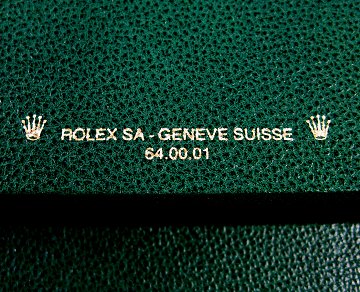 ROLEX SA - GENEVE SUISSE
64.00.01